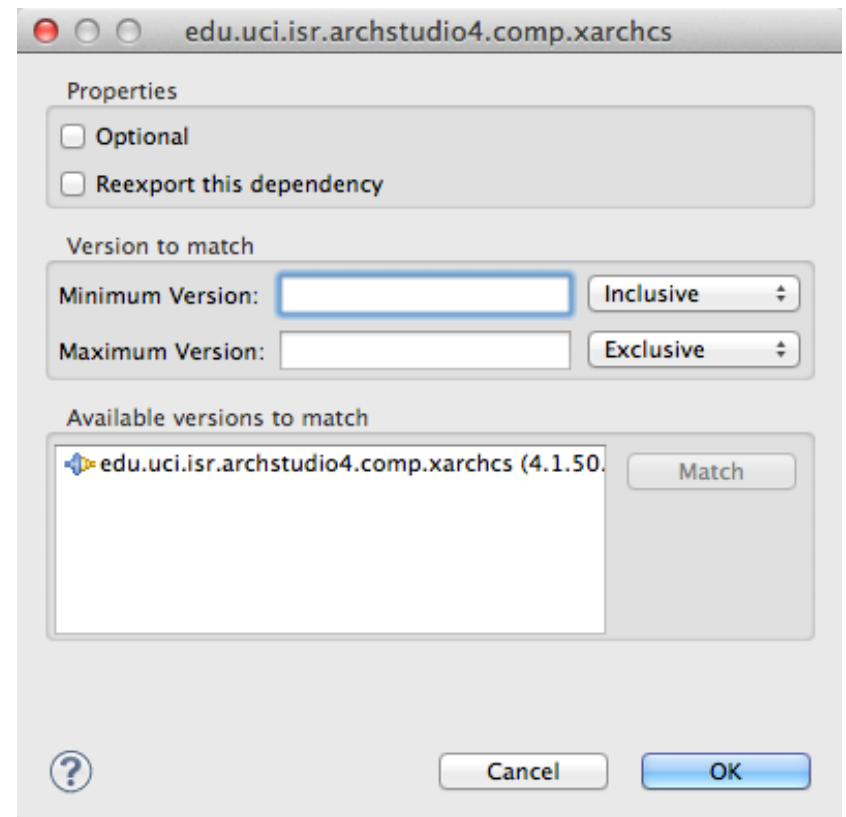 edu.uci.isr.archstudio4.comp.xarchcs
Properties
Optional
Reexport this dependency
Version to match
Minimum Version: Inclusive
Maximum Version: Exclusive
Available versions to match
edu.uci.isr.archstudio4.comp.xarchcs (4.1.50. Match
? Cancel OK